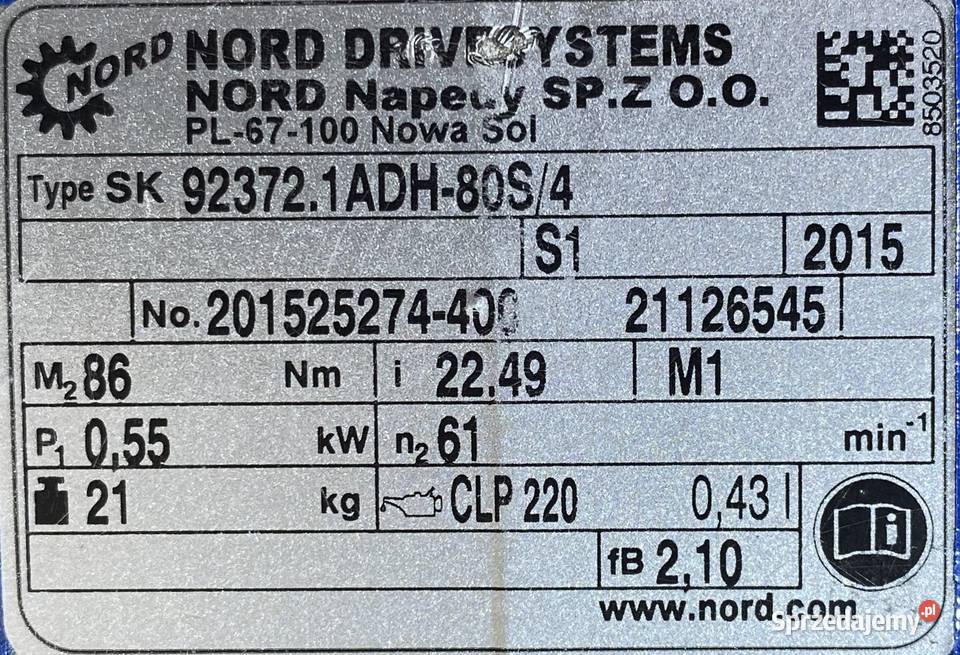 NORD
NORD DRIVESYSTEMS
NORD Napedy SP.Z O.O.
PL-67-100 Nowa Sol
8503520
Type SK 92372.1ADH-80S/4
S1 2015
No. 201525274-400 21126545
M2 86 Nm i 22.49 M1
P1 0,55 kW n2 61 min-1
21 kg CLP 220 0,43 l
fB 2,10
www.nord.com
Sprzedajemy.pl